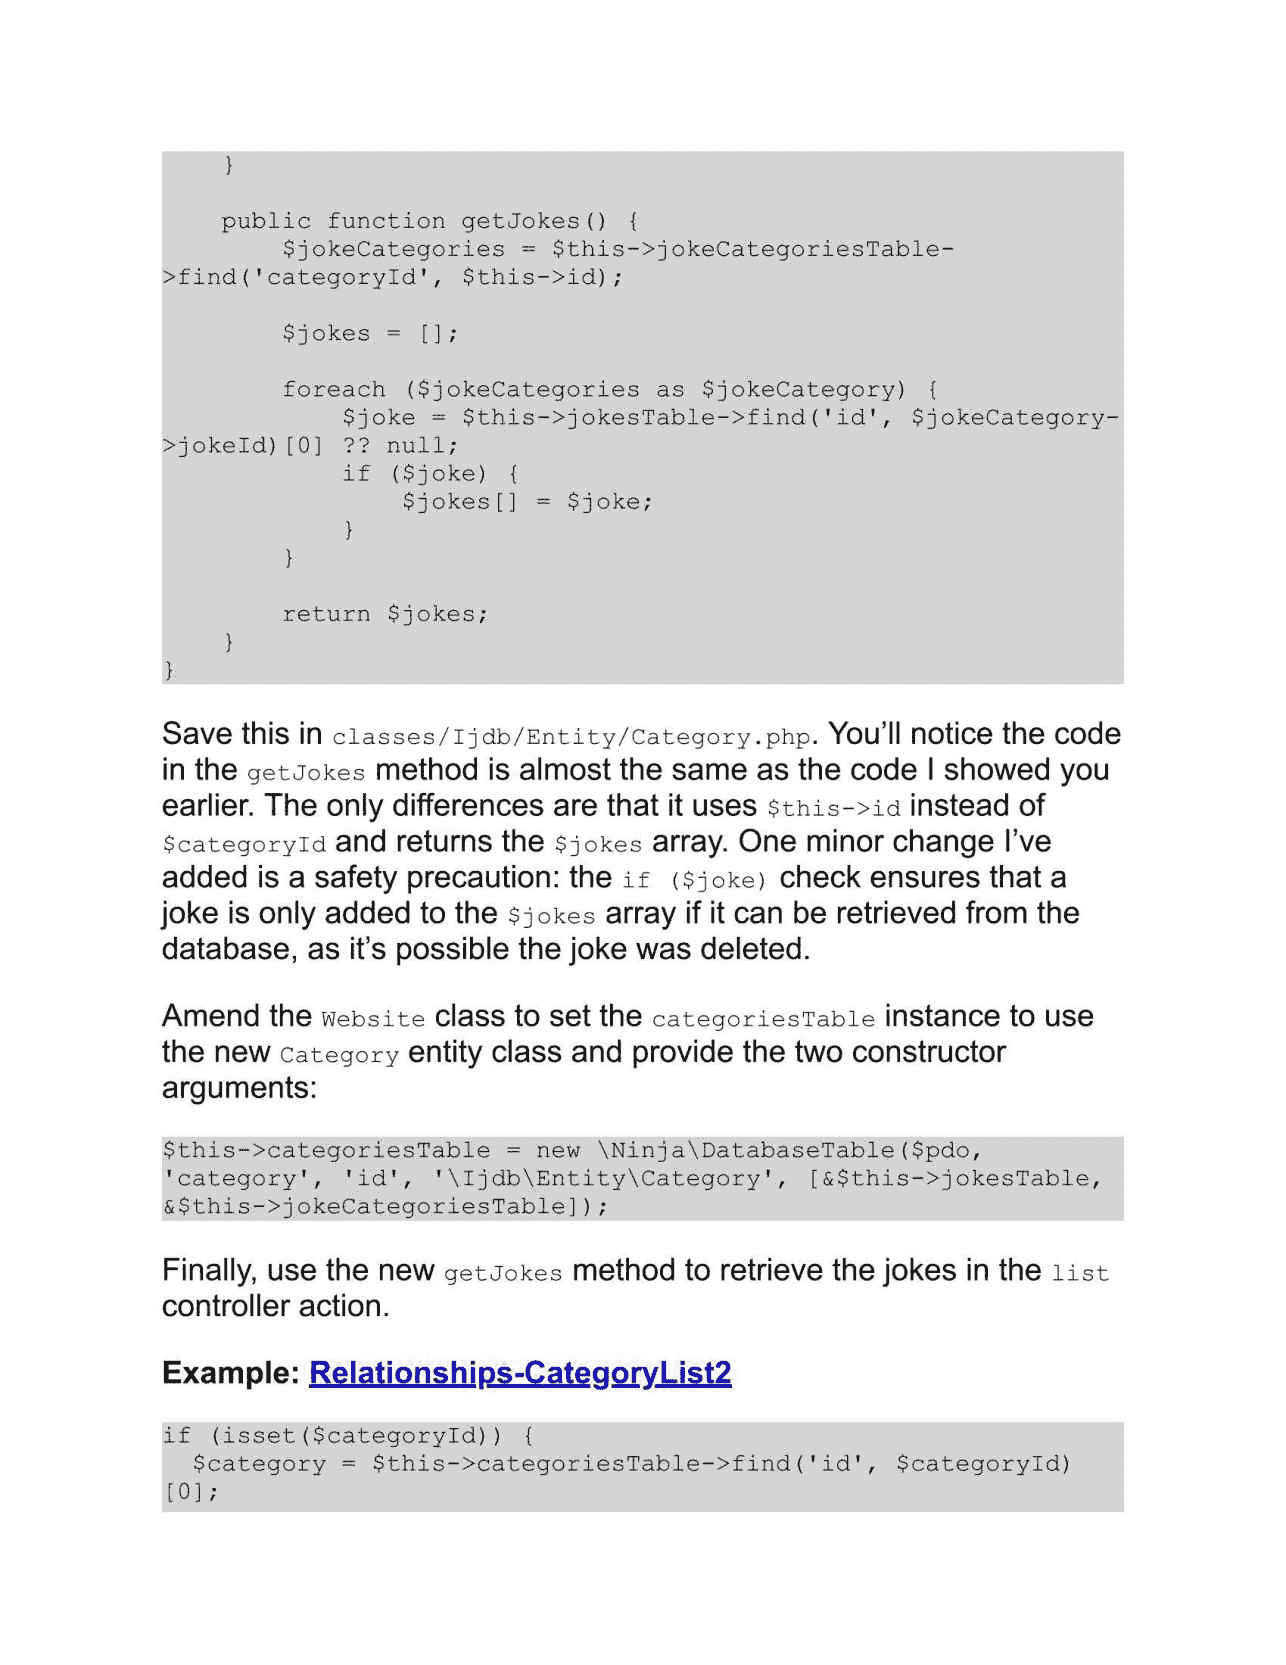 }

    public function getJokes() {
        $jokeCategories = $this->jokeCategoriesTable-
>find('categoryId', $this->id);

        $jokes = [];

        foreach ($jokeCategories as $jokeCategory) {
            $joke = $this->jokesTable->find('id', $jokeCategory-
>jokeId)[0] ?? null;
            if ($joke) {
                $jokes[] = $joke;
            }
        }

        return $jokes;
    }
}
Save this in classes/Ijdb/Entity/Category.php. You’ll notice the code
in the getJokes method is almost the same as the code I showed you
earlier. The only differences are that it uses $this->id instead of
$categoryId and returns the $jokes array. One minor change I’ve
added is a safety precaution: the if ($joke) check ensures that a
joke is only added to the $jokes array if it can be retrieved from the
database, as it’s possible the joke was deleted.
Amend the Website class to set the categoriesTable instance to use
the new Category entity class and provide the two constructor
arguments:
$this->categoriesTable = new \Ninja\DatabaseTable($pdo,
'category', 'id', '\Ijdb\Entity\Category', [&$this->jokesTable,
&$this->jokeCategoriesTable]);
Finally, use the new getJokes method to retrieve the jokes in the list
controller action.
Example: Relationships-CategoryList2
if (isset($categoryId)) {
  $category = $this->categoriesTable->find('id', $categoryId)
[0];